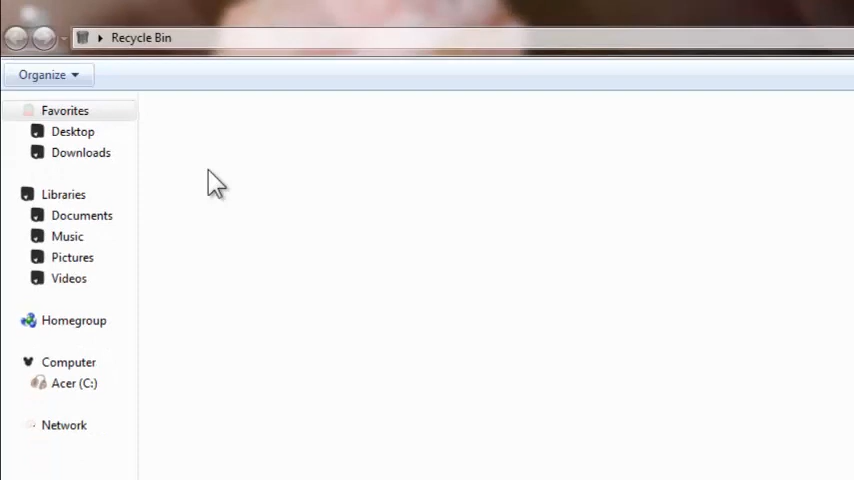 Recycle Bin
Organize
Favorites
Desktop
Downloads
Libraries
Documents
Music
Pictures
Videos
Homegroup
Computer
Acer (C:)
Network